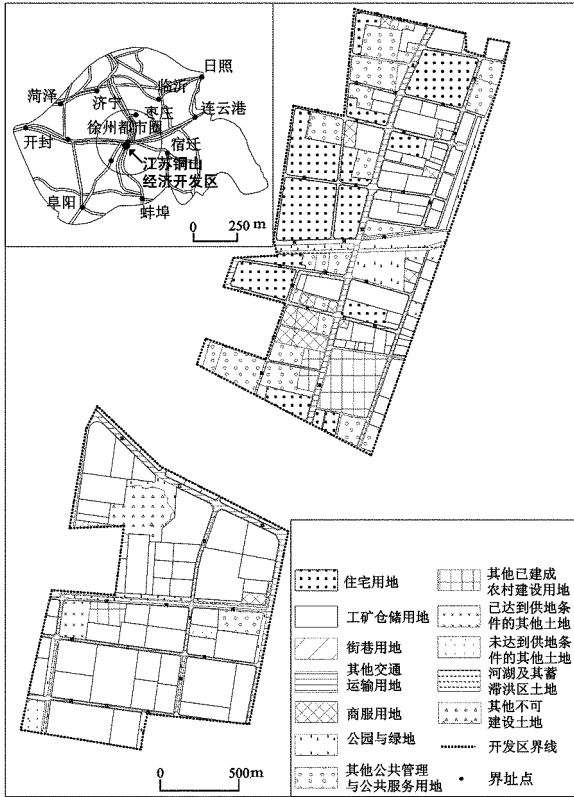 日照
菏泽
济宁
临沂
枣庄
连云港
徐州都市圈
开封
宿迁
江苏铜山
经济开发区
阜阳
蚌埠
0 250 m
住宅用地
工矿仓储用地
街巷用地
其他交通
运输用地
商服用地
公园与绿地
其他公共管理
与公共服务用地
其他已建成
农村建设用地
已达到供地条
件的其他土地
未达到供地条
件的其他土地
河湖及其蓄
滞洪区土地
其他不可
建设土地
开发区界线
界址点
0 500m